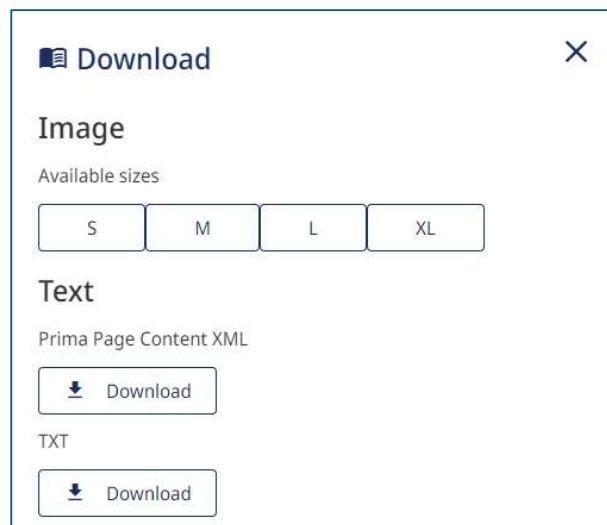 Download
Image
Available sizes
S M L XL
Text
Prima Page Content XML
Download
TXT
Download